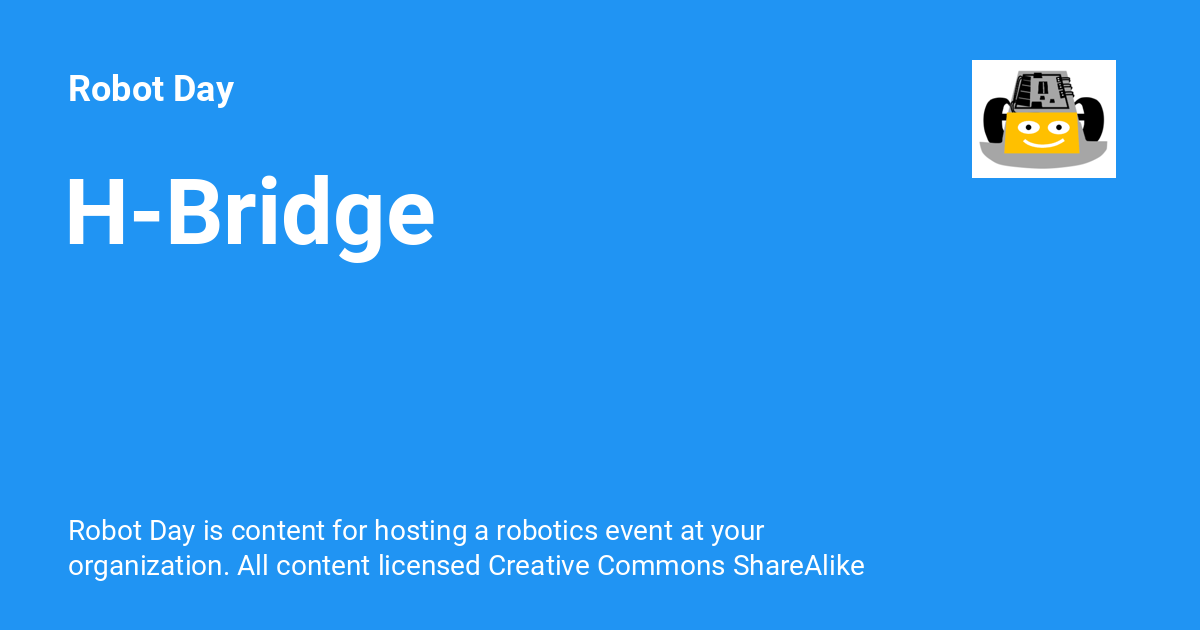 Robot Day
H-Bridge
Robot Day is content for hosting a robotics event at your
organization. All content licensed Creative Commons ShareAlike